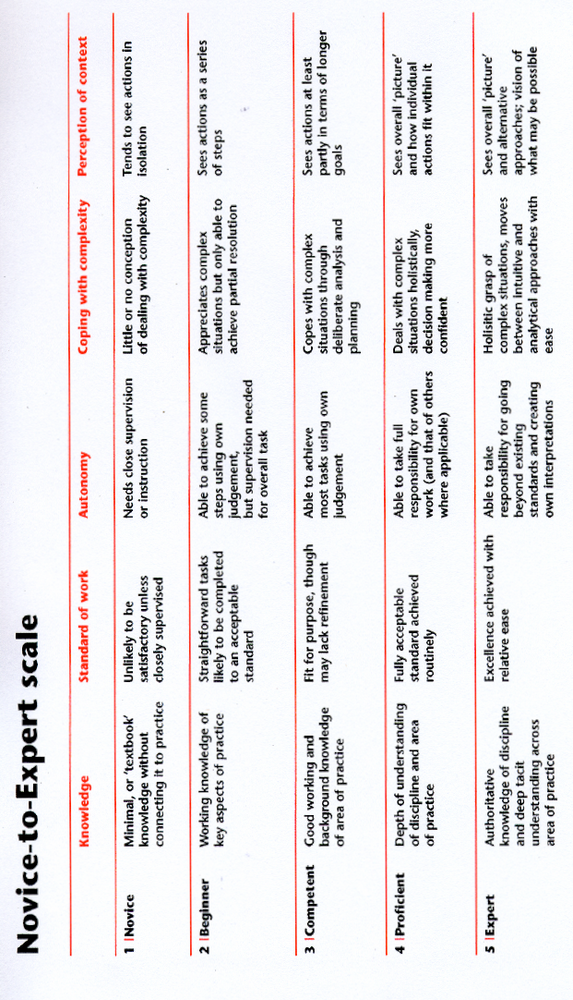 Novice-to-Expert scale
Knowledge
Standard of work
Autonomy
Coping with complexity
Perception of context
1 Novice
Minimal, or 'textbook'
knowledge without
connecting it to practice
Unlikely to be
satisfactory unless
closely supervised
Needs close supervision
or instruction
Little or no conception
of dealing with complexity
Tends to see actions in
isolation
2 Beginner
Working knowledge of
key aspects of practice
Straightforward tasks
likely to be completed
to an acceptable
standard
Able to achieve some
steps using own
judgement,
but supervision needed
for overall task
Appreciates complex
situations but only able to
achieve partial resolution
Sees actions as a series
of steps
3 Competent
Good working and
background knowledge
of area of practice
Fit for purpose, though
may lack refinement
Able to achieve
most tasks using own
judgement
Copes with complex
situations through
deliberate analysis and
planning
Sees actions at least
partly in terms of longer
goals
4 Proficient
Depth of understanding
of discipline and area
of practice
Fully acceptable
standard achieved
routinely
Able to take full
responsibility for own
work (and that of others
where applicable)
Deals with complex
situations holistically,
decision making more
confident
Sees overall 'picture'
and how individual
actions fit within it
5 Expert
Authoritative
knowledge of discipline
and deep tacit
understanding across
area of practice
Excellence achieved with
relative ease
Able to take
responsibility for going
beyond existing
standards and creating
own interpretations
Holisitic grasp of
complex situations, moves
between intuitive and
analytical approaches with
ease
Sees overall 'picture'
and alternative
approaches; vision of
what may be possible